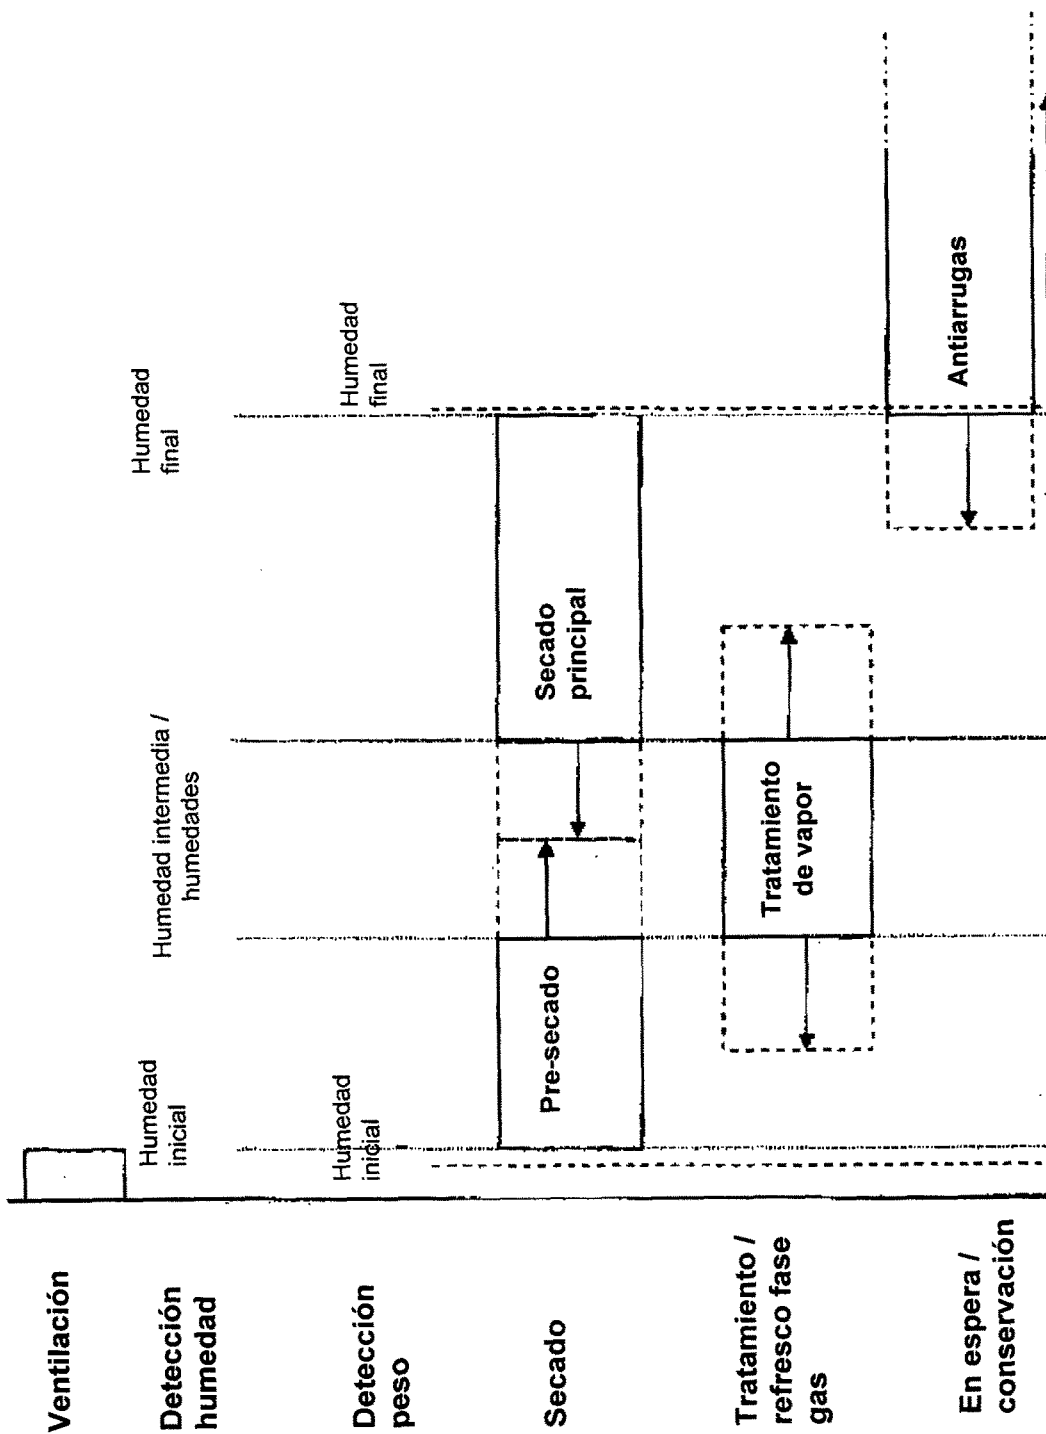 Ventilación
Detección
humedad
Humedad
inicial
Humedad intermedia /
humedades
Humedad
final
Detección
peso
Humedad
inicial
Humedad
final
Secado
Pre-secado
Secado
principal
Tratamiento /
refresco fase
gas
Tratamiento
de vapor
En espera /
conservación
Antiarrugas